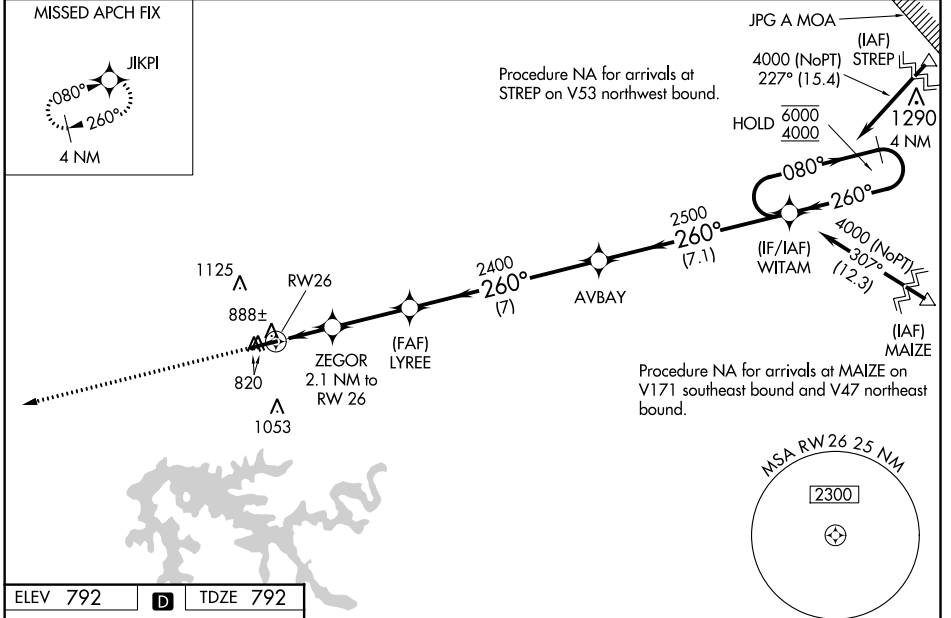 MISSED APCH FIX
JIKPI
080°
260°
4 NM
Procedure NA for arrivals at
STREP on V53 northwest bound.
JPG A MOA
(IAF)
STREP
4000 (NoPT)
227° (15.4)
1290
HOLD 6000
4000
4 NM
080°
260°
2500
260°
(7.1)
(IF/IAF)
WITAM
4000 (NoPT)
307°
(12.3)
(IAF)
MAIZE
2400
260°
(7)
AVBAY
1125
RW26
888±
820
ZEGOR
2.1 NM to
RW 26
(FAF)
LYREE
1053
Procedure NA for arrivals at MAIZE on
V171 southeast bound and V47 northeast
bound.
MSA RW 26 25 NM
2300
ELEV 792 D TDZE 792